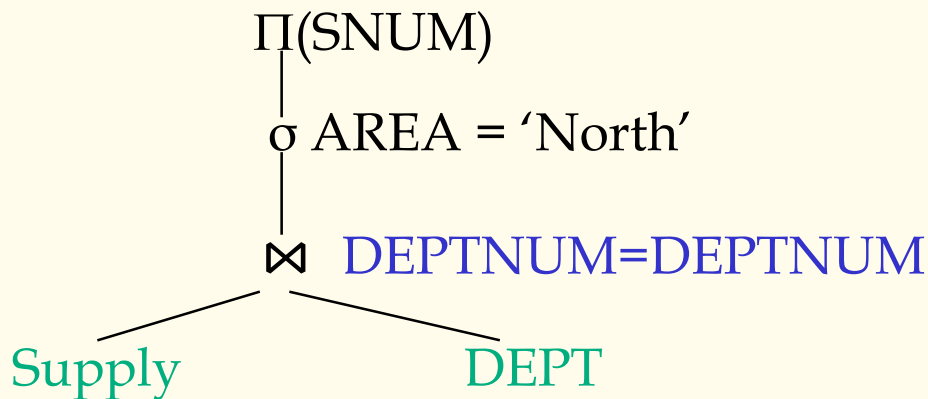 Π(SNUM)
σ AREA = ‘North’
⋈ DEPTNUM=DEPTNUM
Supply DEPT